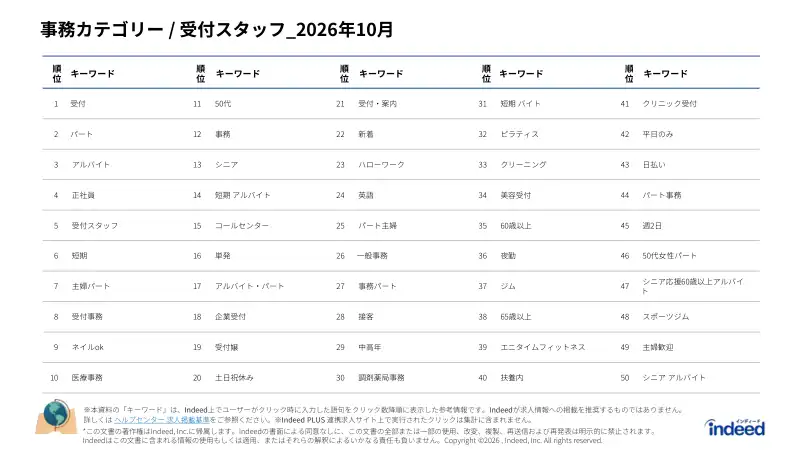 事務カテゴリー / 受付スタッフ_2026年10月
順位 キーワード 順位 キーワード 順位 キーワード 順位 キーワード 順位 キーワード
1 受付 11 50代 21 受付・案内 31 短期 バイト 41 クリニック受付
2 パート 12 事務 22 新着 32 ピラティス 42 平日のみ
3 アルバイト 13 シニア 23 ハローワーク 33 クリーニング 43 日払い
4 正社員 14 短期 アルバイト 24 英語 34 美容受付 44 パート事務
5 受付スタッフ 15 コールセンター 25 パート主婦 35 60歳以上 45 週2日
6 短期 16 単発 26 一般事務 36 夜勤 46 50代女性パート
7 主婦パート 17 アルバイト・パート 27 事務パート 37 ジム 47 シニア応援60歳以上アルバイト
8 受付事務 18 企業受付 28 接客 38 65歳以上 48 スポーツジム
9 ネイルok 19 受付嬢 29 中高年 39 エニタイムフィットネス 49 主婦歓迎
10 医療事務 20 土日祝休み 30 調剤薬局事務 40 扶養内 50 シニア アルバイト
※本資料の「キーワード」は、Indeed上でユーザーがクリック時に入力した語句をクリック数降順に表示した参考情報です。Indeedが求人情報への掲載を推奨するものではありません。
詳しくは ヘルプセンター 求人掲載基準をご参照ください。※Indeed PLUS 連携求人サイト上で実行されたクリックは集計に含まれません。
*この文書の著作権はIndeed, Inc.に帰属します。Indeedの書面による同意なしに、この文書の全部または一部の使用、改変、複製、再送信および再発表は明示的に禁止されます。
Indeedはこの文書に含まれる情報の使用もしくは適用、またはそれらの解釈によるいかなる責任も負いません。Copyright ©2026 , Indeed, Inc. All rights reserved.
インディード
indeed